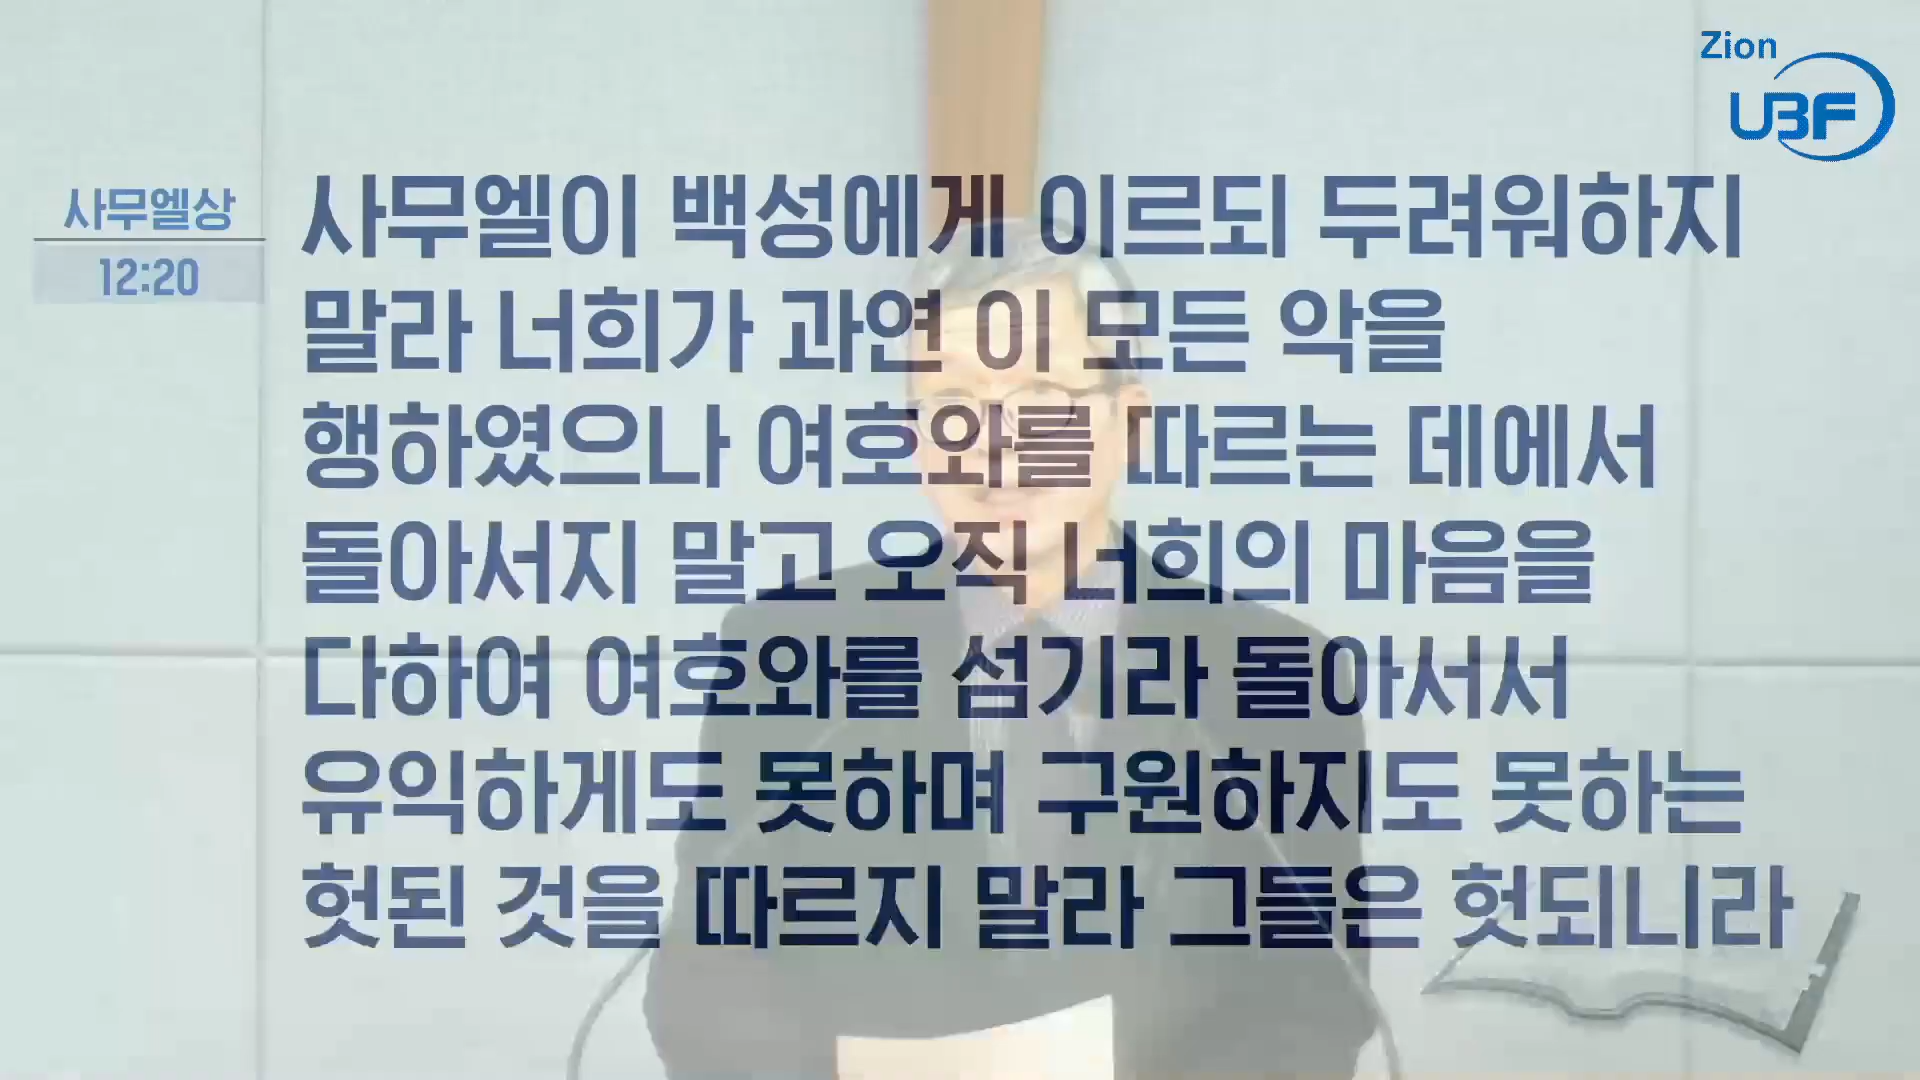 Zion
UBF
사무엘상
12:20
사무엘이 백성에게 이르되 두려워하지
말라 너희가 과연 이 모든 악을
행하였으나 여호와를 따르는 데에서
돌아서지 말고 오직 너희의 마음을
다하여 여호와를 섬기라 돌아서서
유익하게도 못하며 구원하지도 못하는
헛된 것을 따르지 말라 그들은 헛되니라